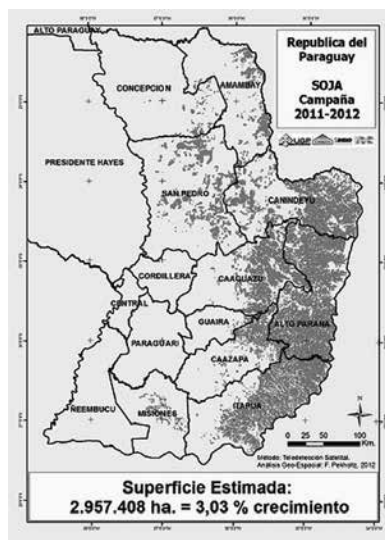 ALTO PARAGUAY
Republica del
Paraguay
SOJA
Campaña
2011-2012
UGP
CONCEPCION
AMAMBAY
PRESIDENTE HAYES
SAN PEDRO
CANINDEYU
CORDILLERA
CAAGUAZU
CENTRAL
GUAIRA
ALTO PARANA
PARAGUARI
CAAZAPA
ÑEEMBUCU
MISIONES
ITAPUA
0 25 50 100
Km.
Método: Teledetección Satelital.
Análisis Geo-Espacial: F. Pekholtz, 2012
Superficie Estimada:
2.957.408 ha. = 3,03 % crecimiento